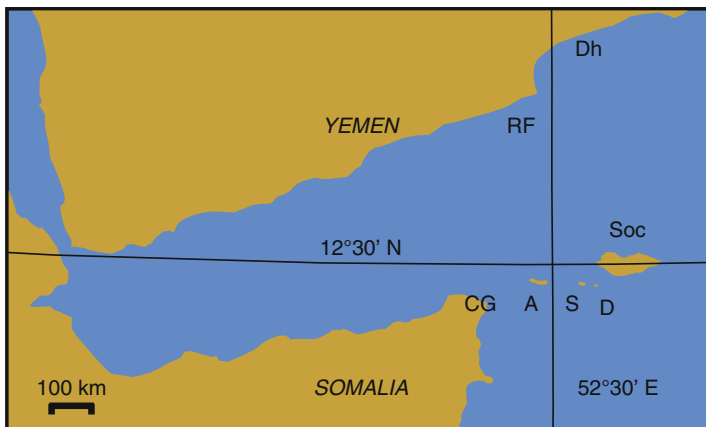 Dh
YEMEN RF
Soc
12°30' N
CG A S D
100 km SOMALIA 52°30' E